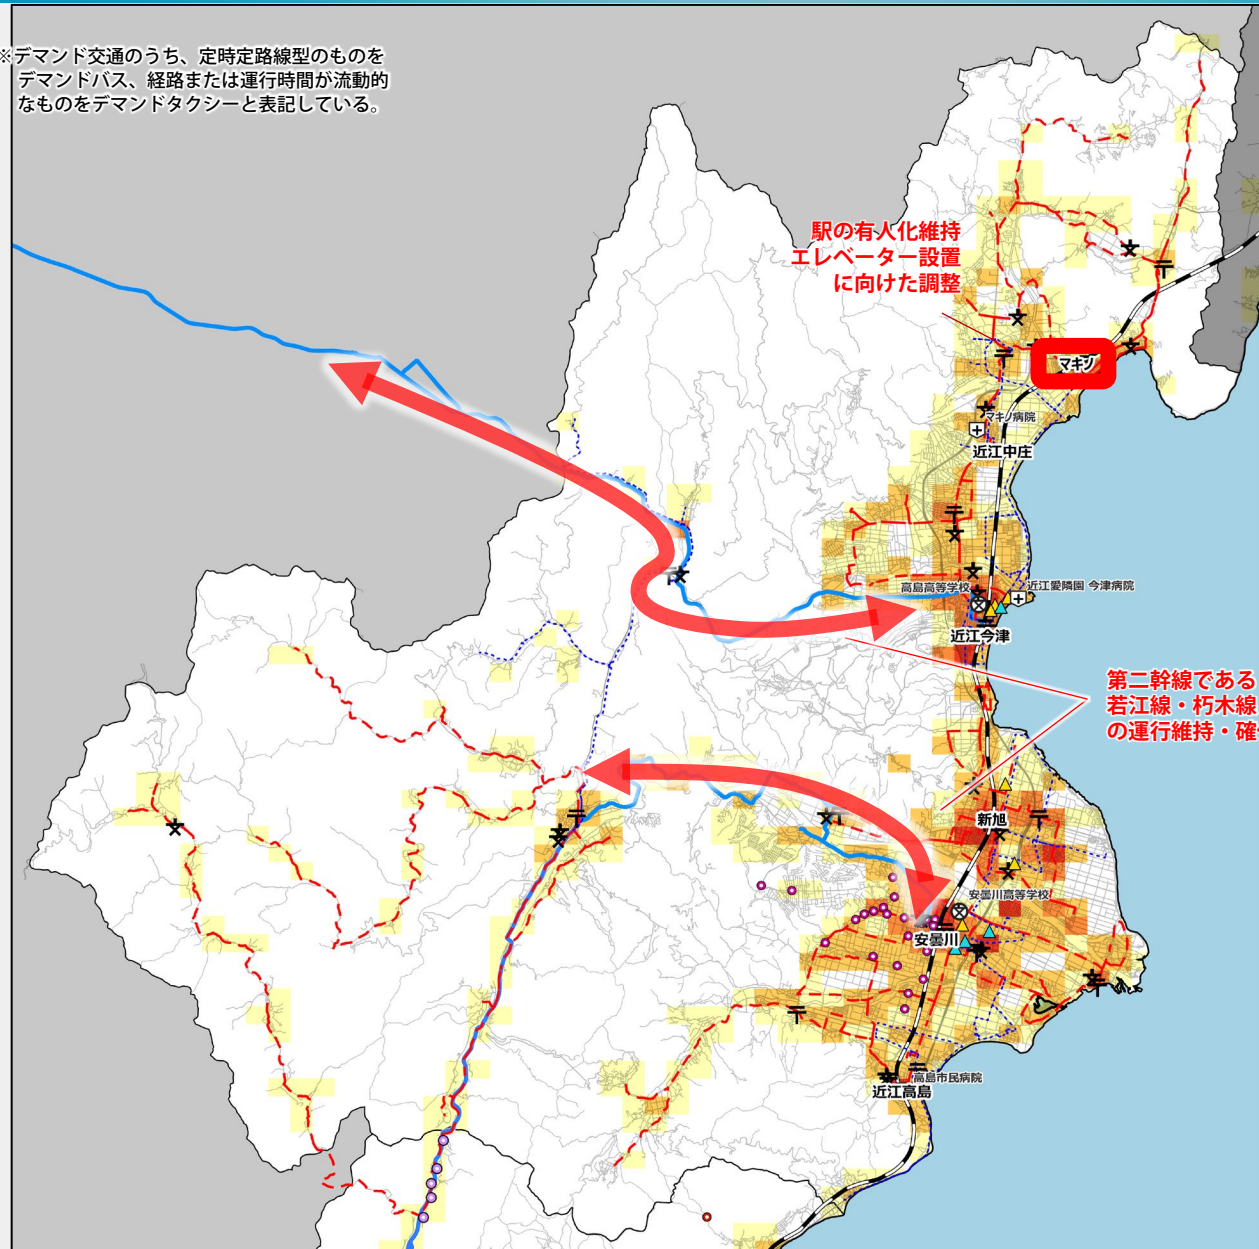 ※デマンド交通のうち、定時定路線型のものを
デマンドバス、経路または運行時間が流動的
なものをデマンドタクシーと表記している。
駅の有人化維持
エレベーター設置
に向けた調整
マキノ
マキノ病院
近江中庄
高島高等学校
近江愛隣園 今津病院
近江今津
第二幹線である
若江線・朽木線
の運行維持・確
新旭
安曇川高等学校
安曇川
高島市民病院
近江高島